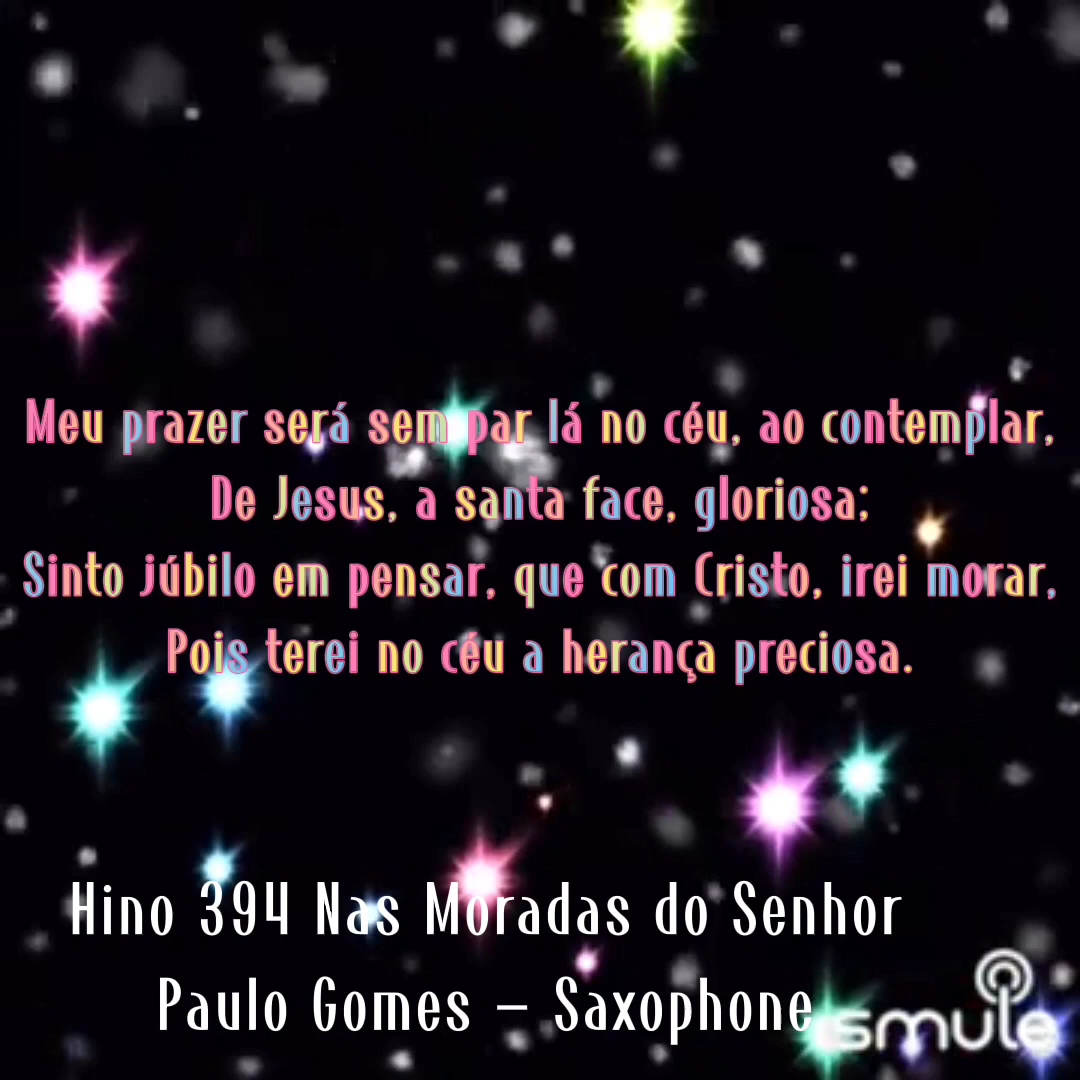 Meu prazer será sem par lá no céu, ao contemplar,
De Jesus, a santa face, gloriosa;
Sinto júbilo em pensar, que com Cristo, irei morar,
Pois terei no céu a herança preciosa.
Hino 394 Nas Moradas do Senhor
Paulo Gomes – Saxophone
smule